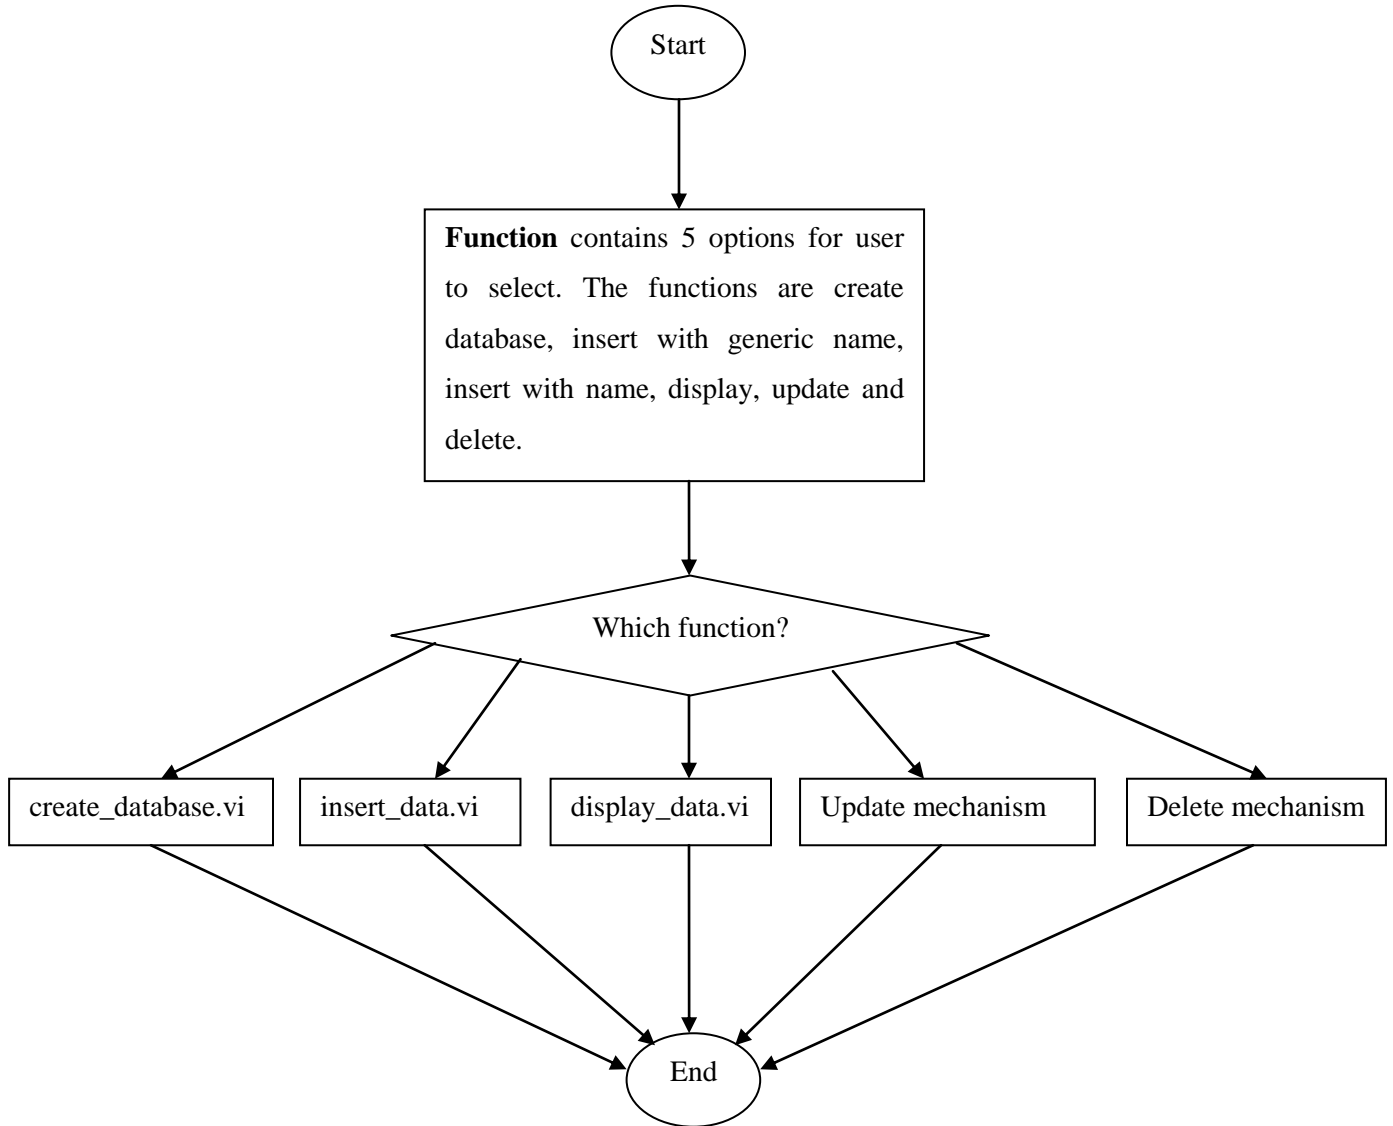 Start
Function contains 5 options for user
to select. The functions are create
database, insert with generic name,
insert with name, display, update and
delete.
Which function?
create_database.vi
insert_data.vi
display_data.vi
Update mechanism
Delete mechanism
End